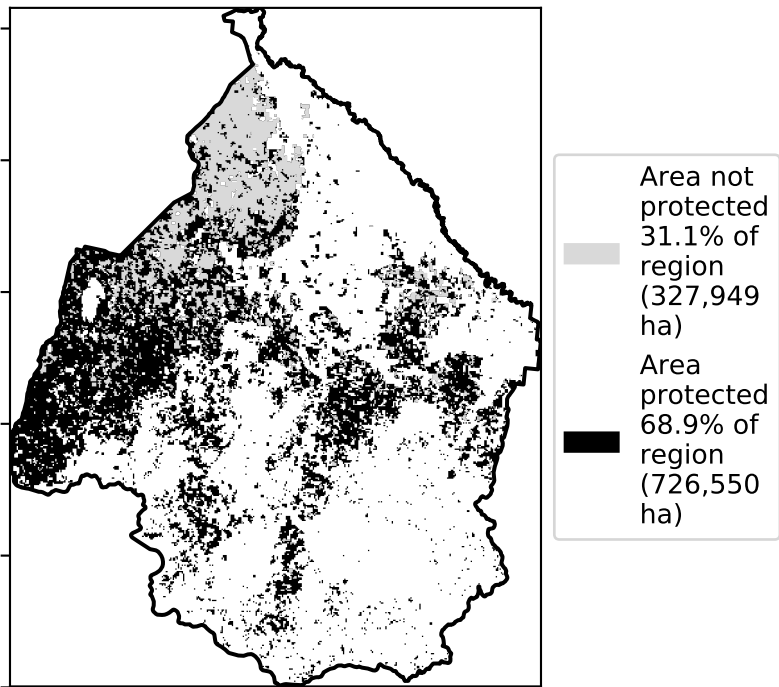 Area not
protected
31.1% of
region
(327,949
ha)
Area
protected
68.9% of
region
(726,550
ha)